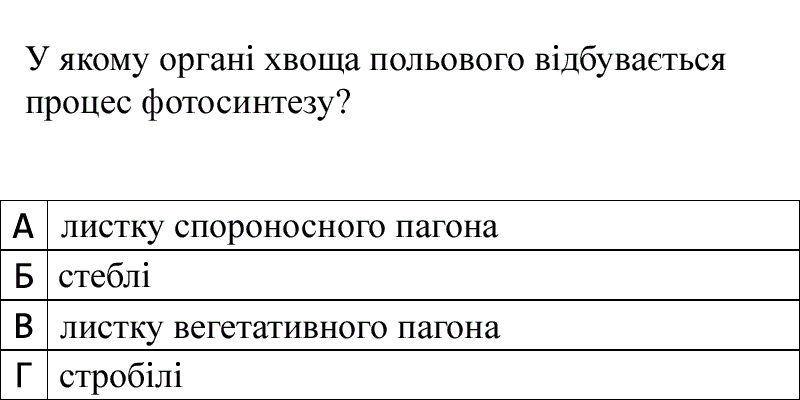 У якому органі хвоща польового відбувається
процес фотосинтезу?
А листку спороносного пагона
Б стеблі
В листку вегетативного пагона
Г стробілі